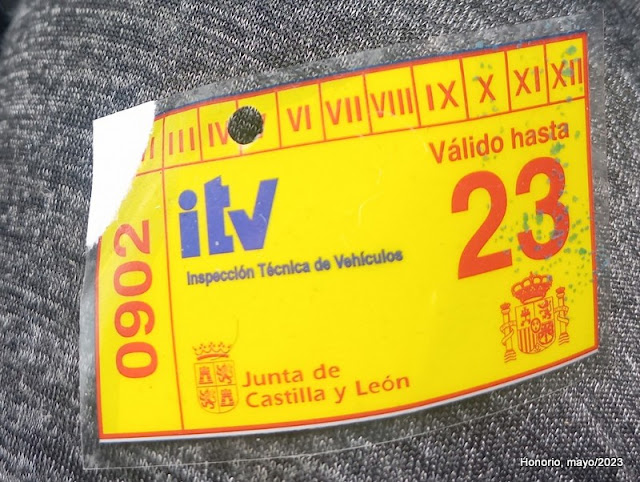 III IV VI VII VIII IX X XI XII
Válido hasta
23
itv
Inspección Técnica de Vehículos
0902
Junta de
Castilla y León
Honorio, mayo/2023